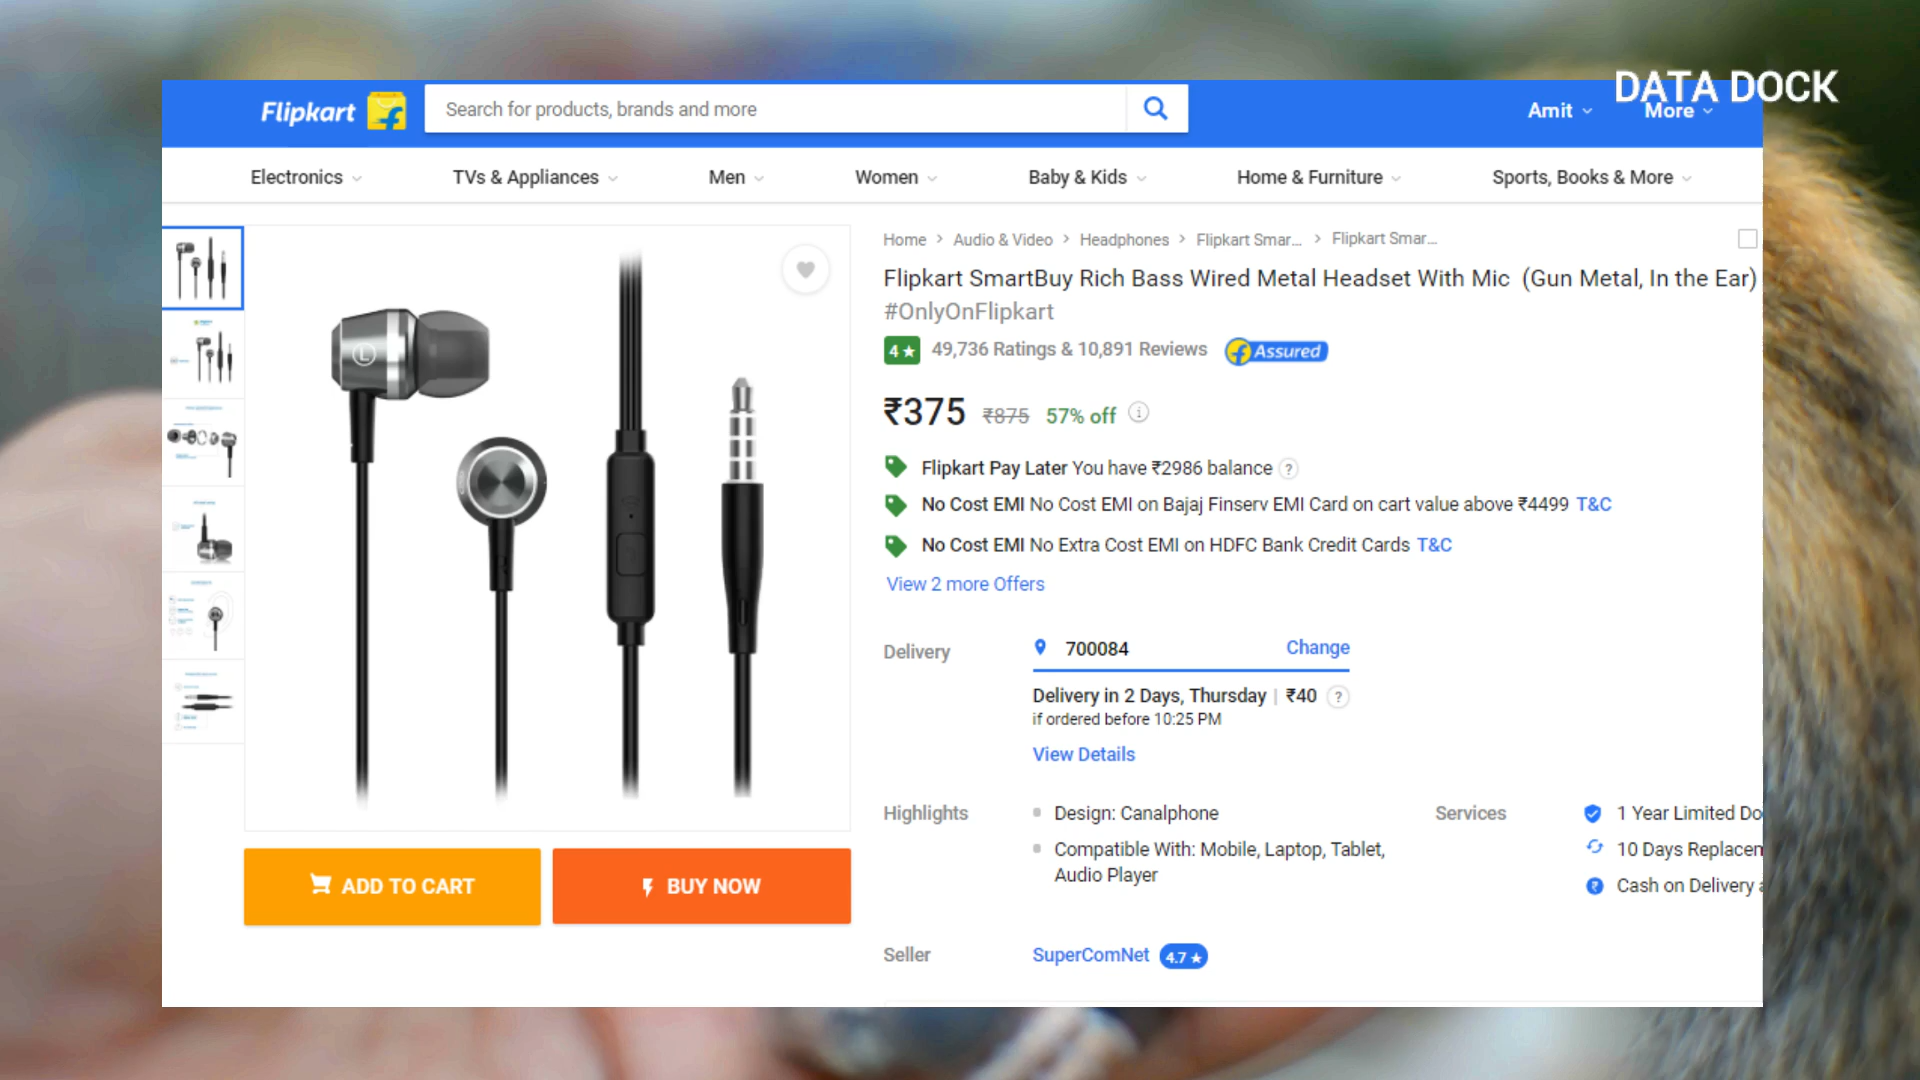 DATA DOCK
Flipkart
Search for products, brands and more
Amit
More
Electronics
TVs & Appliances
Men
Women
Baby & Kids
Home & Furniture
Sports, Books & More
Home > Audio & Video > Headphones > Flipkart Smar... > Flipkart Smar...
Flipkart SmartBuy Rich Bass Wired Metal Headset With Mic (Gun Metal, In the Ear)
#OnlyOnFlipkart
4★ 49,736 Ratings & 10,891 Reviews Assured
₹375 ₹875 57% off
Flipkart Pay Later You have ₹2986 balance ?
No Cost EMI No Cost EMI on Bajaj Finserv EMI Card on cart value above ₹4499 T&C
No Cost EMI No Extra Cost EMI on HDFC Bank Credit Cards T&C
View 2 more Offers
Delivery
700084
Change
Delivery in 2 Days, Thursday | ₹40 ?
if ordered before 10:25 PM
View Details
Highlights
Design: Canalphone
Compatible With: Mobile, Laptop, Tablet,
Audio Player
Services
1 Year Limited Do
10 Days Replacem
Cash on Delivery a
L
ADD TO CART
BUY NOW
Seller
SuperComNet 4.7★